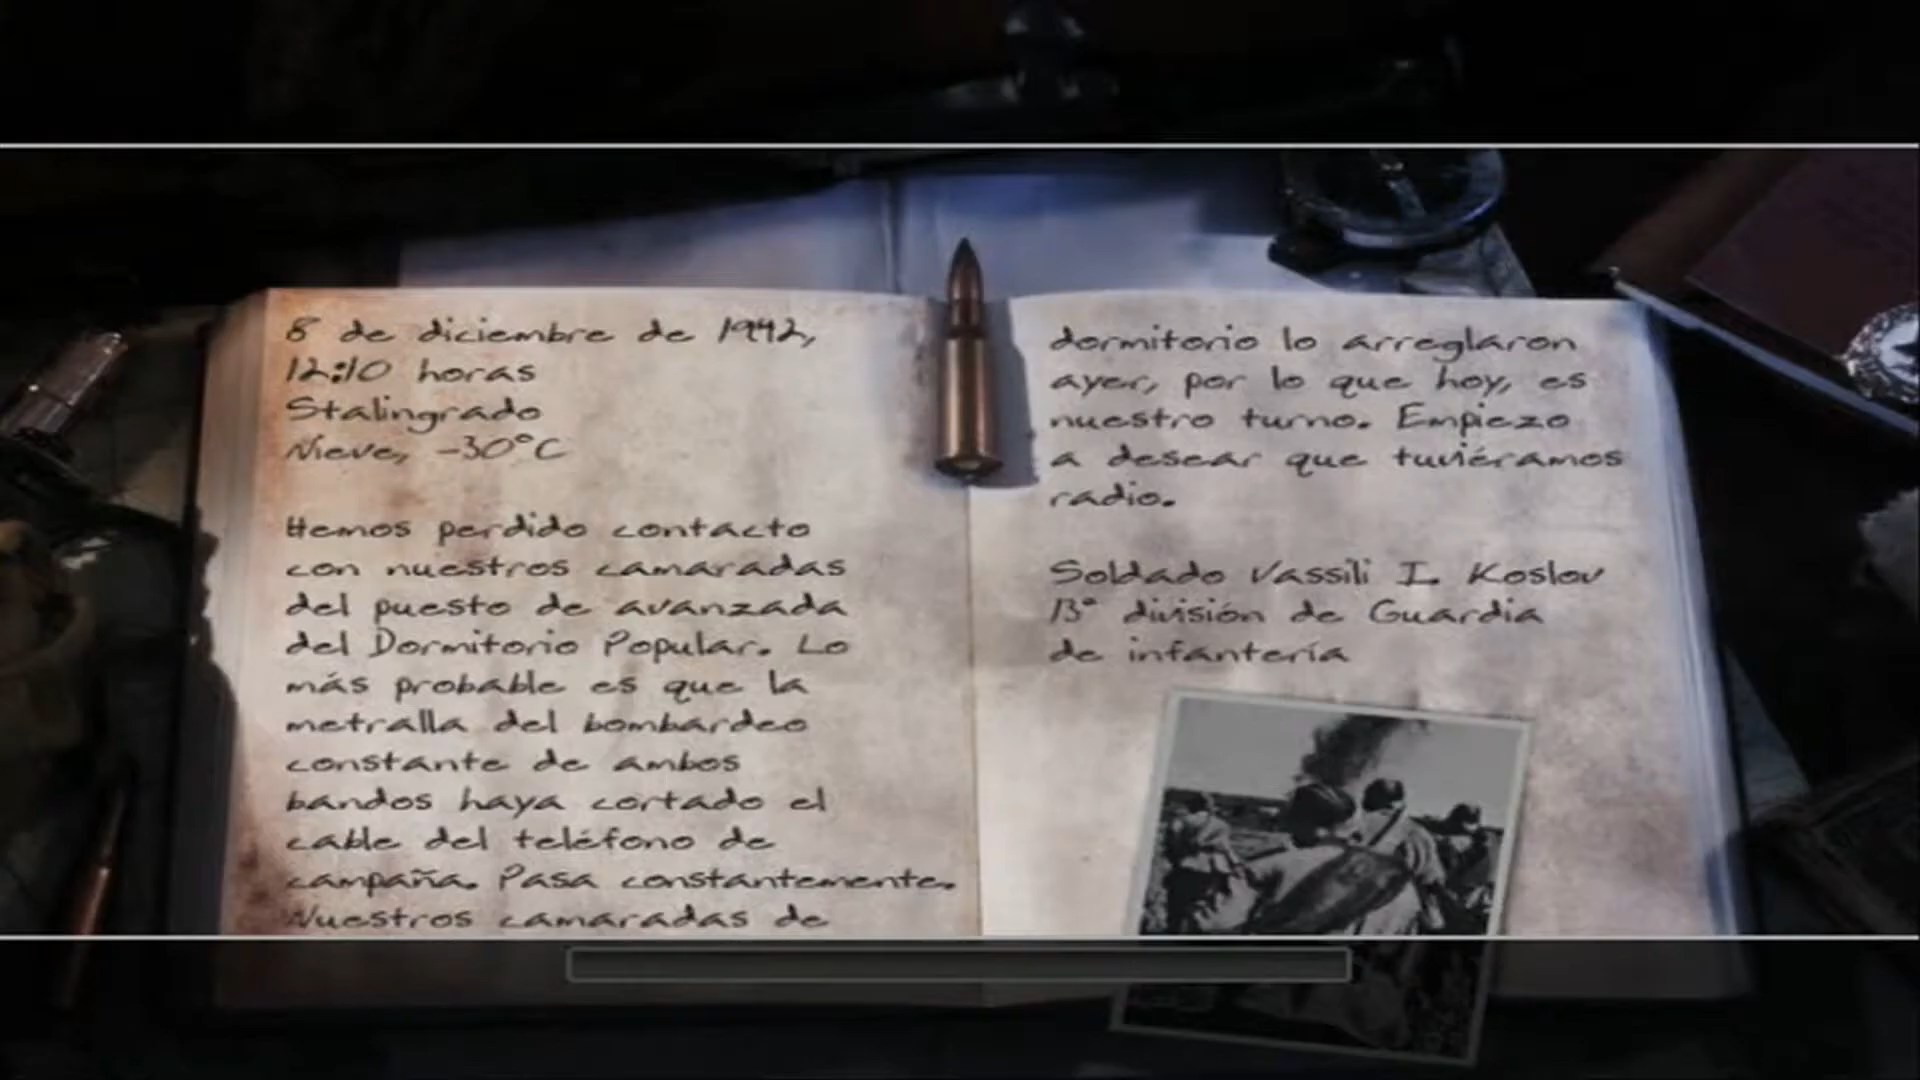 8 de diciembre de 1942,
12:10 horas
Stalingrado
Nieve, -30°C
Hemos perdido contacto
con nuestros camaradas
del puesto de avanzada
del Dormitorio Popular. Lo
más probable es que la
metralla del bombardeo
constante de ambos
bandos haya cortado el
cable del teléfono de
campaña. Pasa constantemente.
Nuestros camaradas de
dormitorio lo arreglaron
ayer, por lo que hoy, es
nuestro turno. Empiezo
a desear que tuviéramos
radio.
Soldado Vassili I. Koslov
13ª división de Guardia
de infantería